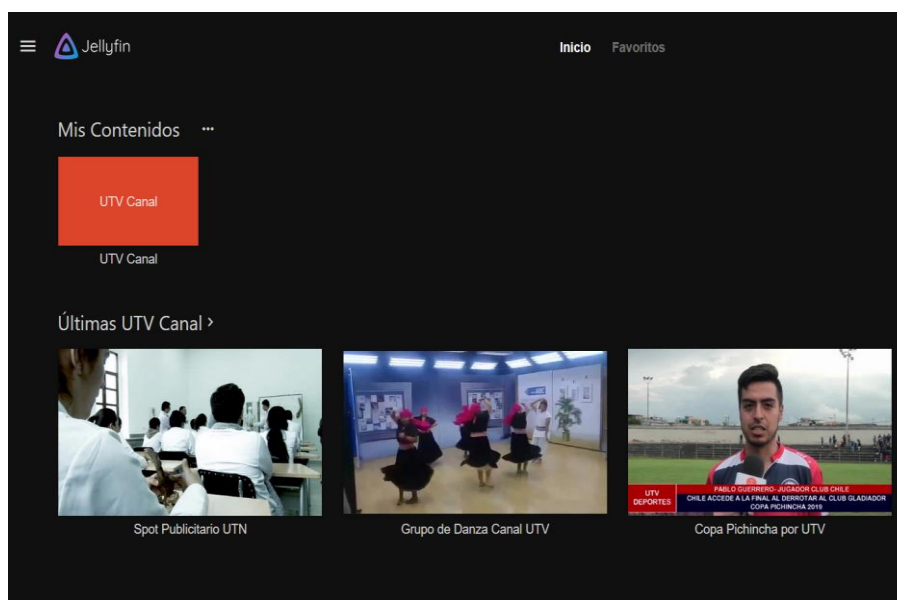 Jellyfin
Inicio Favoritos
Mis Contenidos ...
UTV Canal
UTV Canal
Últimas UTV Canal >
UTV
DEPORTES
PABLO GUERRERO- JUGADOR CLUB CHILE
CHILE ACCEDE A LA FINAL AL DERROTAR AL CLUB GLADIADOR
COPA PICHINCHA 2019
Spot Publicitario UTN
Grupo de Danza Canal UTV
Copa Pichincha por UTV